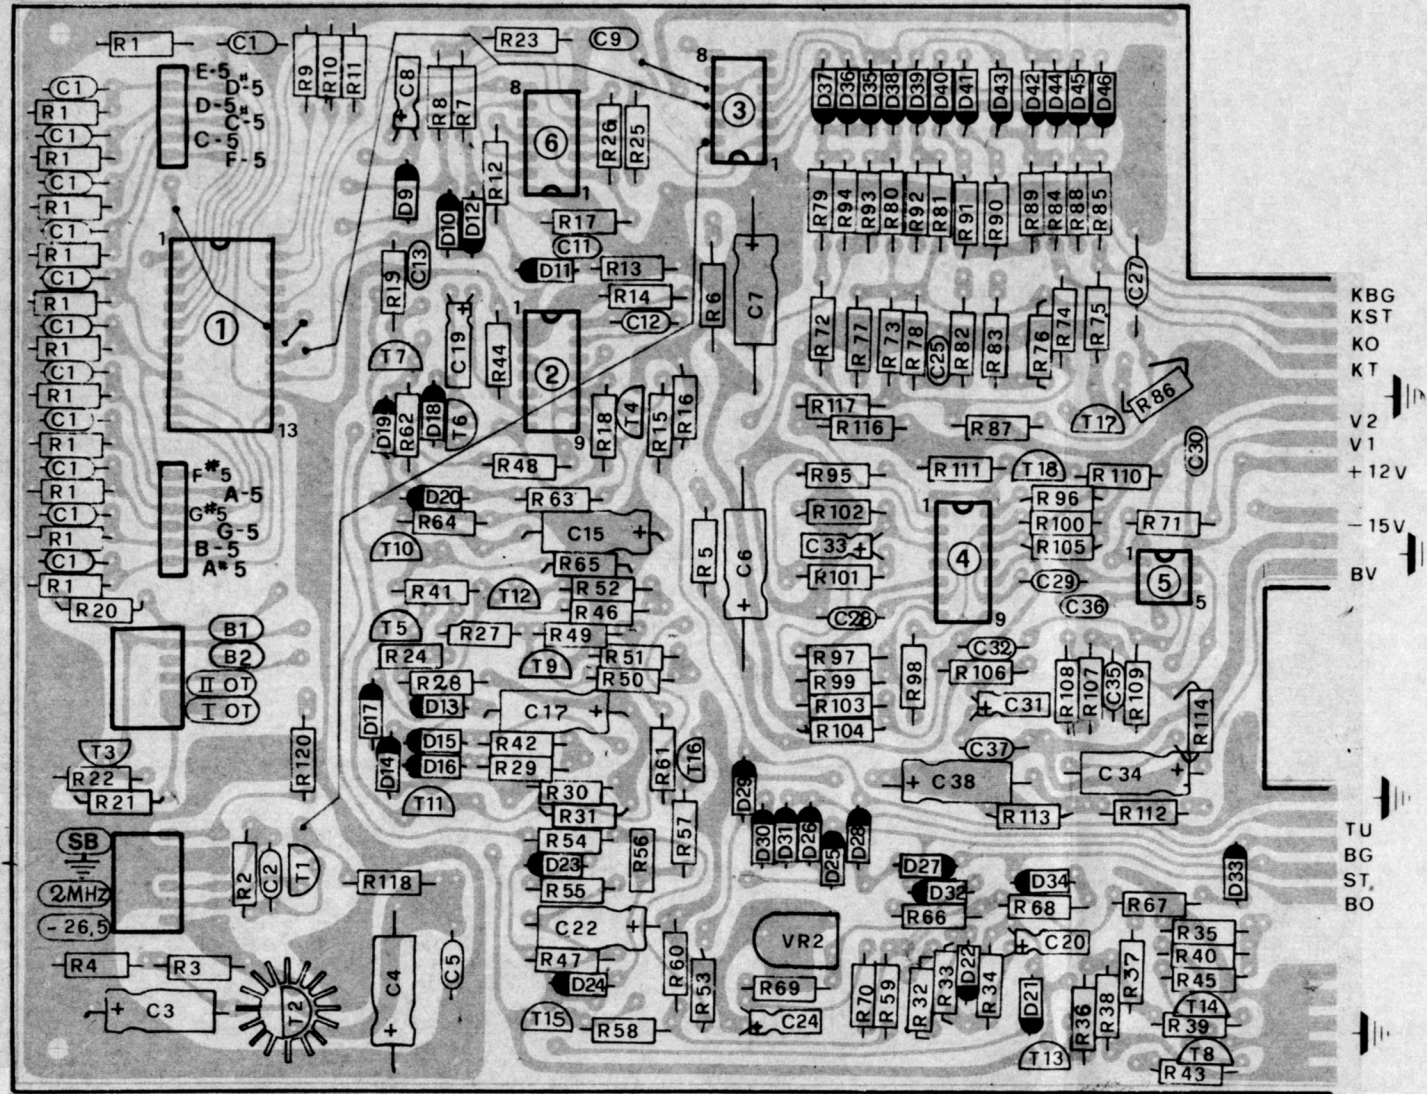 R1
C1
R9
R10
R11
C8
R8
R7
R23
C9
8
8
D37
D36
D35
D38
D39
D40
D41
D43
D42
D44
D45
D46
E-5
D#-5
D-5
C#-5
C-5
F-5
C1
R1
C1
R1
C1
R1
C1
R1
C1
R1
C1
R1
C1
R1
C1
R1
C1
R1
C1
R1
C1
R1
6
1
R26
R25
3
1
R12
D9
D10
D12
R17
C11
D11
R13
R14
C12
R79
R94
R93
R80
R92
R81
R91
R90
R89
R84
R88
R85
1
1
13
R19
C13
C19
R44
1
2
9
R6
C7
+
C27
KBG
KST
KO
KT
V2
V1
+12V
-15V
BV
R72
R77
R73
R78
C25
R82
R83
R76
R74
R75
R86
T7
D19
R62
D18
T6
R18
T4
R15
R16
R117
R116
R87
T17
C30
R48
R95
R111
T18
R110
F#5
A-5
G#5
G-5
B-5
A#5
D20
R63
R64
C15 +
T10
R65
R5
C6
+
R102
C33 +
R101
C28
1
4
9
R96
R100
R105
C29
C36
R71
1
5
5
R20
R41
T12
R52
R46
T5
R27
R49
R24
T9
R51
R50
R28
D13
C17 +
B1
B2
II OT
I OT
R97
R99
R103
R104
R98
C32
R106
+ C31
R108
R107
C35
R109
R114
T3
R22
R21
R120
D17
D14
D15
D16
R42
R29
T11
R61
T16
R30
R31
R57
C37
+ C38
C34 +
R113
R112
D29
D30
D31
D26
D25
D28
TU
BG
ST
BO
SB
2MHZ
-26,5
R2
C2
T1
R118
R54
D23
R55
R56
D27
D32
R66
D34
R68
R67
D33
C22 +
R47
D24
R60
R53
VR2
R69
+ C24
R70
R59
R32
R33
D22
R34
+ C20
D21
R36
R38
R37
R35
R40
R45
T14
R39
T8
R43
R4
R3
+ C3
T2
C4
+
C5
T15
R58
T13